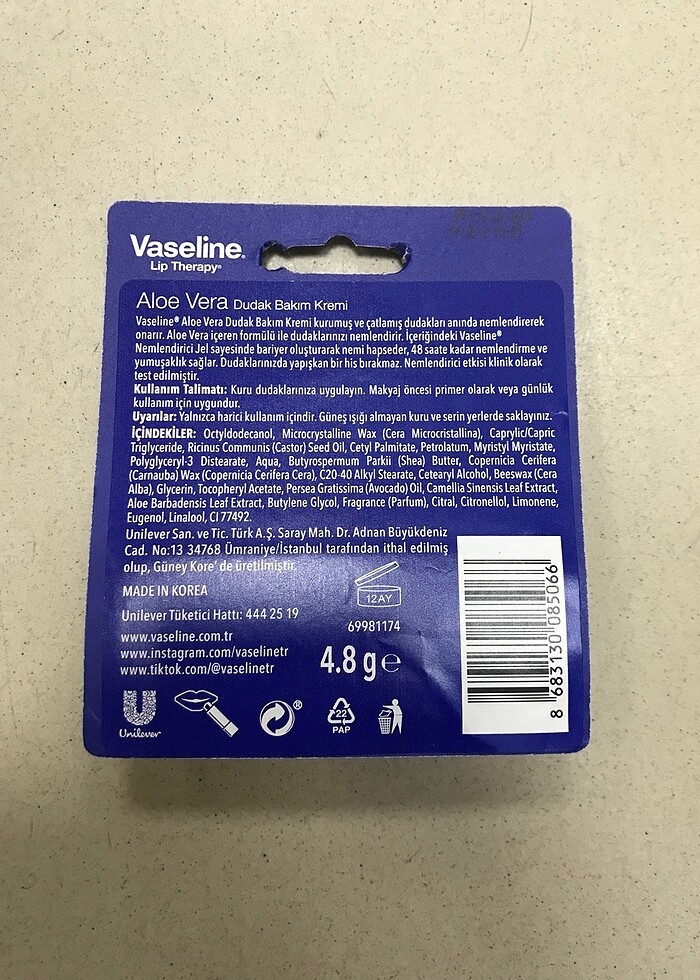 Vaseline®
Lip Therapy®
Aloe Vera Dudak Bakım Kremi
Vaseline® Aloe Vera Dudak Bakım Kremi kurumuş ve çatlamış dudakları anında nemlendirerek
onarır. Aloe Vera içeren formülü ile dudaklarınızı nemlendirir. İçeriğindeki Vaseline®
Nemlendirici Jel sayesinde bariyer oluşturarak nemi hapseder, 48 saate kadar nemlendirme ve
yumuşaklık sağlar. Dudaklarınızda yapışkan bir his bırakmaz. Nemlendirici etkisi klinik olarak
test edilmiştir.
Kullanım Talimatı: Kuru dudaklarınıza uygulayın. Makyaj öncesi primer olarak veya günlük
kullanım için uygundur.
Uyarılar: Yalnızca harici kullanım içindir. Güneş ışığı almayan kuru ve serin yerlerde saklayınız.
İÇİNDEKİLER: Octyldodecanol, Microcrystalline Wax (Cera Microcristallina), Caprylic/Capric
Triglyceride, Ricinus Communis (Castor) Seed Oil, Cetyl Palmitate, Petrolatum, Myristyl Myristate,
Polyglyceryl-3 Distearate, Aqua, Butyrospermum Parkii (Shea) Butter, Copernicia Cerifera
(Carnauba) Wax (Copernicia Cerifera Cera), C20-40 Alkyl Stearate, Cetearyl Alcohol, Beeswax (Cera
Alba), Glycerin, Tocopheryl Acetate, Persea Gratissima (Avocado) Oil, Camellia Sinensis Leaf Extract,
Aloe Barbadensis Leaf Extract, Butylene Glycol, Fragrance (Parfum), Citral, Citronellol, Limonene,
Eugenol, Linalool, CI 77492.
Unilever San. ve Tic. Türk A.Ş. Saray Mah. Dr. Adnan Büyükdeniz
Cad. No:13 34768 Ümraniye/İstanbul tarafından ithal edilmiş
olup, Güney Kore' de üretilmiştir.
MADE IN KOREA
12AY
Unilever Tüketici Hattı: 444 25 19
69981174
www.vaseline.com.tr
www.instagram.com/vaselinetr
www.tiktok.com/@vaselinetr
4.8 g ℮
8 683130 085066
Unilever
®
22
PAP